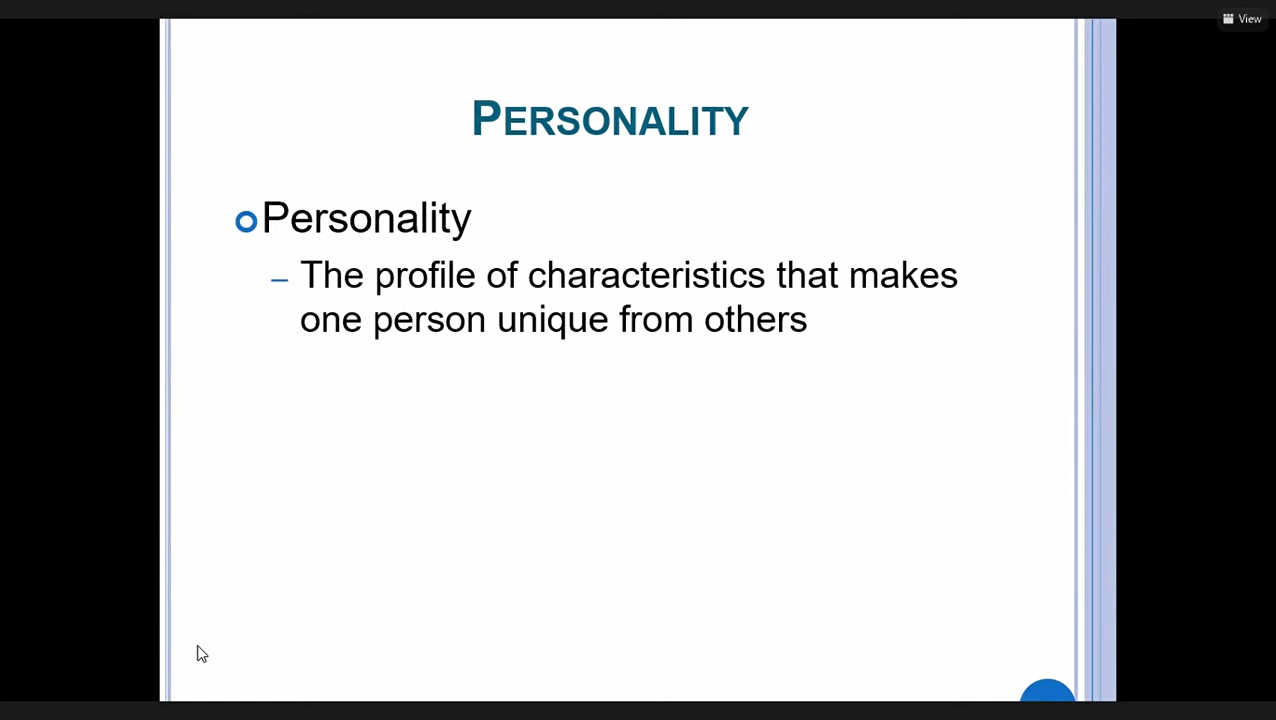 View
PERSONALITY
Personality
– The profile of characteristics that makes
one person unique from others